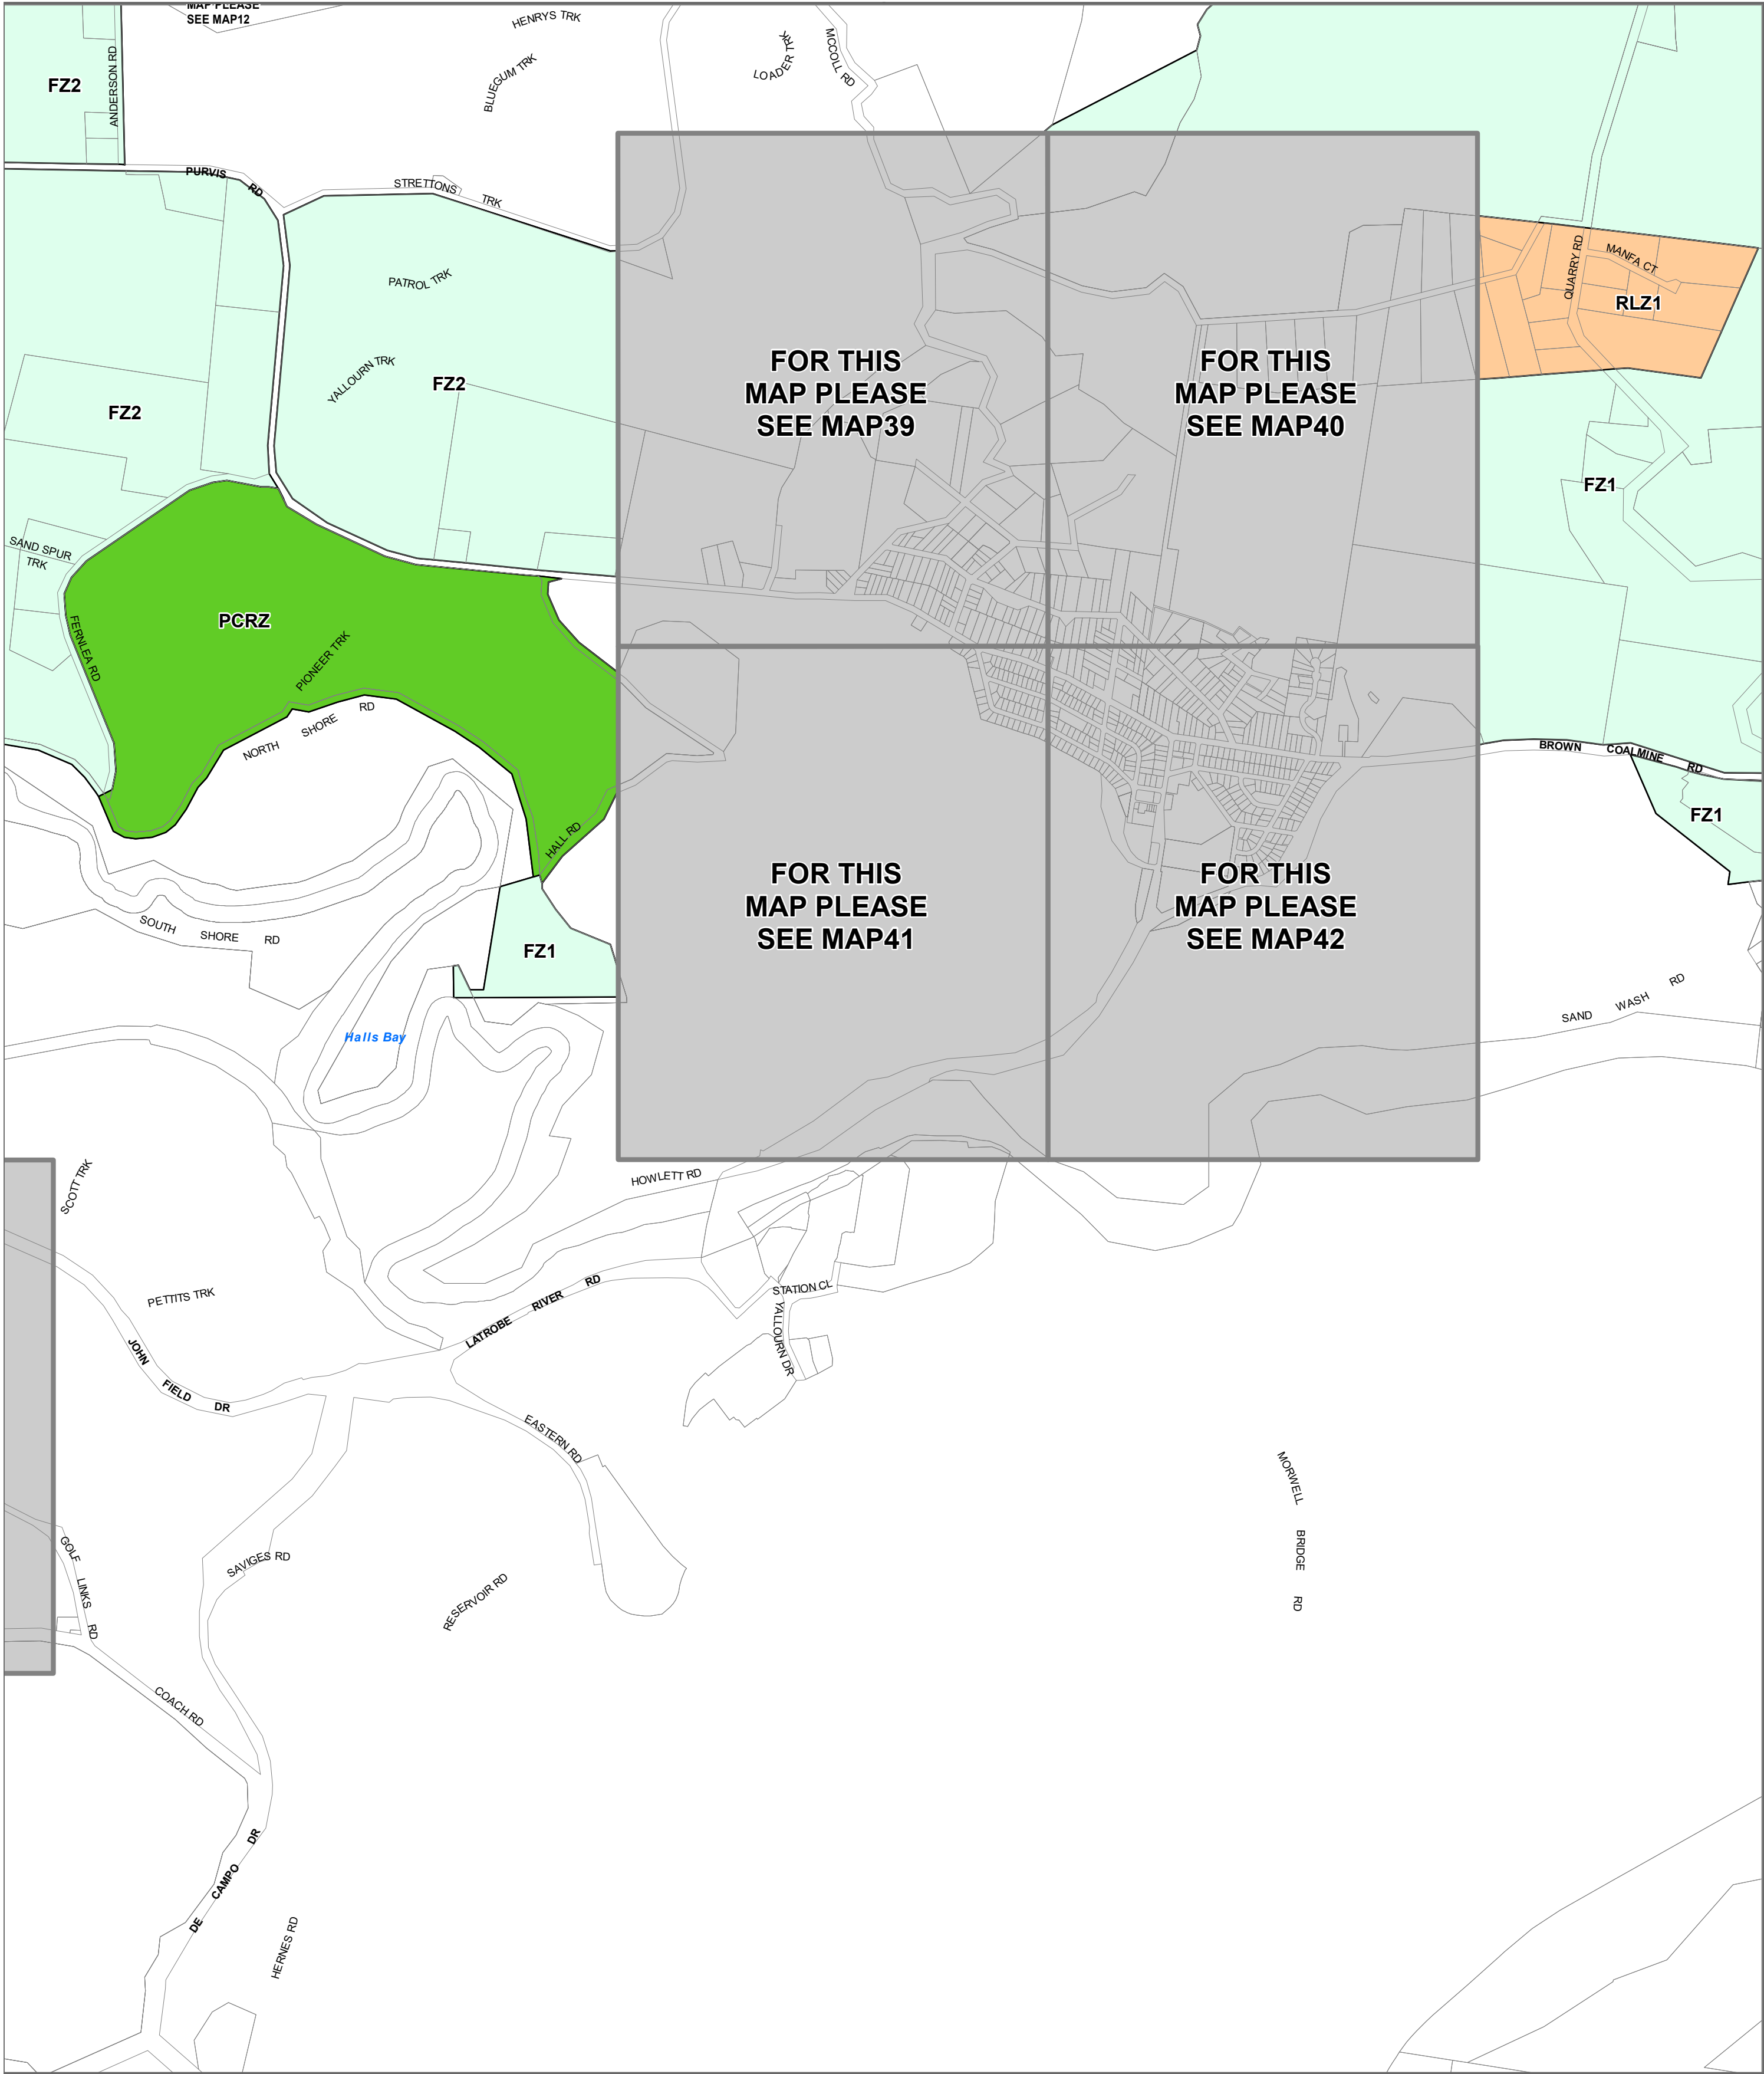 MAP PLEASE
SEE MAP12
HENRYS TRK
BLUEGUM TRK
LOADER TRK
MCCOLL RD
FZ2
ANDERSON RD
PURVIS RD
STRETTONS TRK
PATROL TRK
YALLOURN TRK
FZ2
FZ2
QUARRY RD
MANFA CT
RLZ1
FOR THIS
MAP PLEASE
SEE MAP39
FOR THIS
MAP PLEASE
SEE MAP40
FZ1
SAND SPUR
TRK
PCRZ
FERNLEA RD
PIONEER TRK
NORTH SHORE RD
BROWN COALMINE RD
FZ1
HALL RD
SOUTH SHORE RD
FZ1
FOR THIS
MAP PLEASE
SEE MAP41
FOR THIS
MAP PLEASE
SEE MAP42
SAND WASH RD
Halls Bay
SCOTT TRK
HOWLETT RD
PETTITS TRK
STATION CL
LATROBE RIVER RD
YALLOURN DR
JOHN FIELD DR
EASTERN RD
MORWELL BRIDGE RD
GOLF LINKS RD
SAVIGES RD
RESERVOIR RD
COACH RD
DE CAMPO DR
HERNES RD